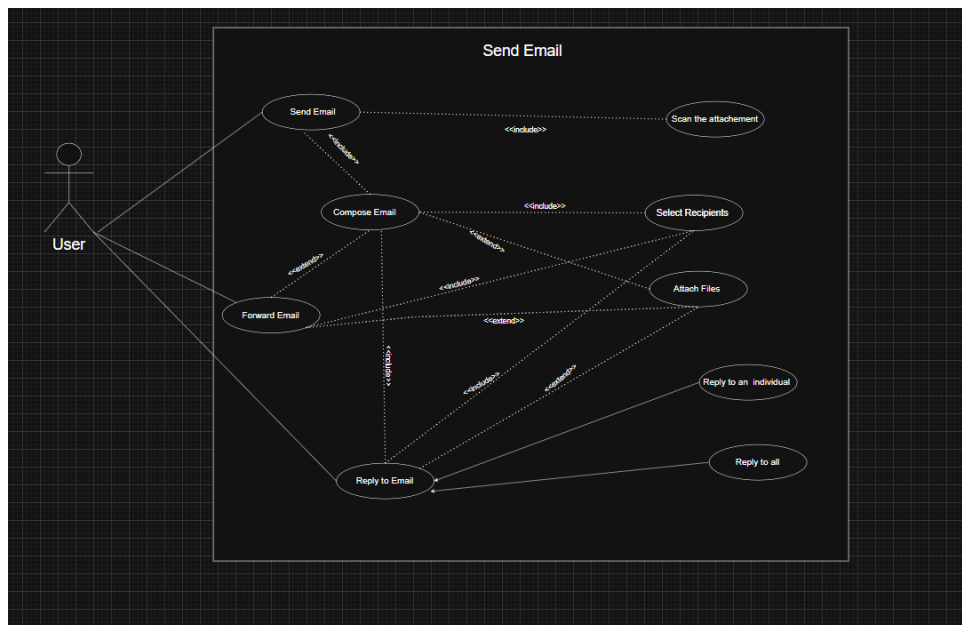 Send Email
Send Email
Scan the attachement
<<include>>
<<include>>
Compose Email
<<include>>
Select Recipients
User
<<extend>>
<<extend>>
<<include>>
Attach Files
Forward Email
<<extend>>
<<include>>
<<include>>
<<extend>>
Reply to an individual
Reply to all
Reply to Email